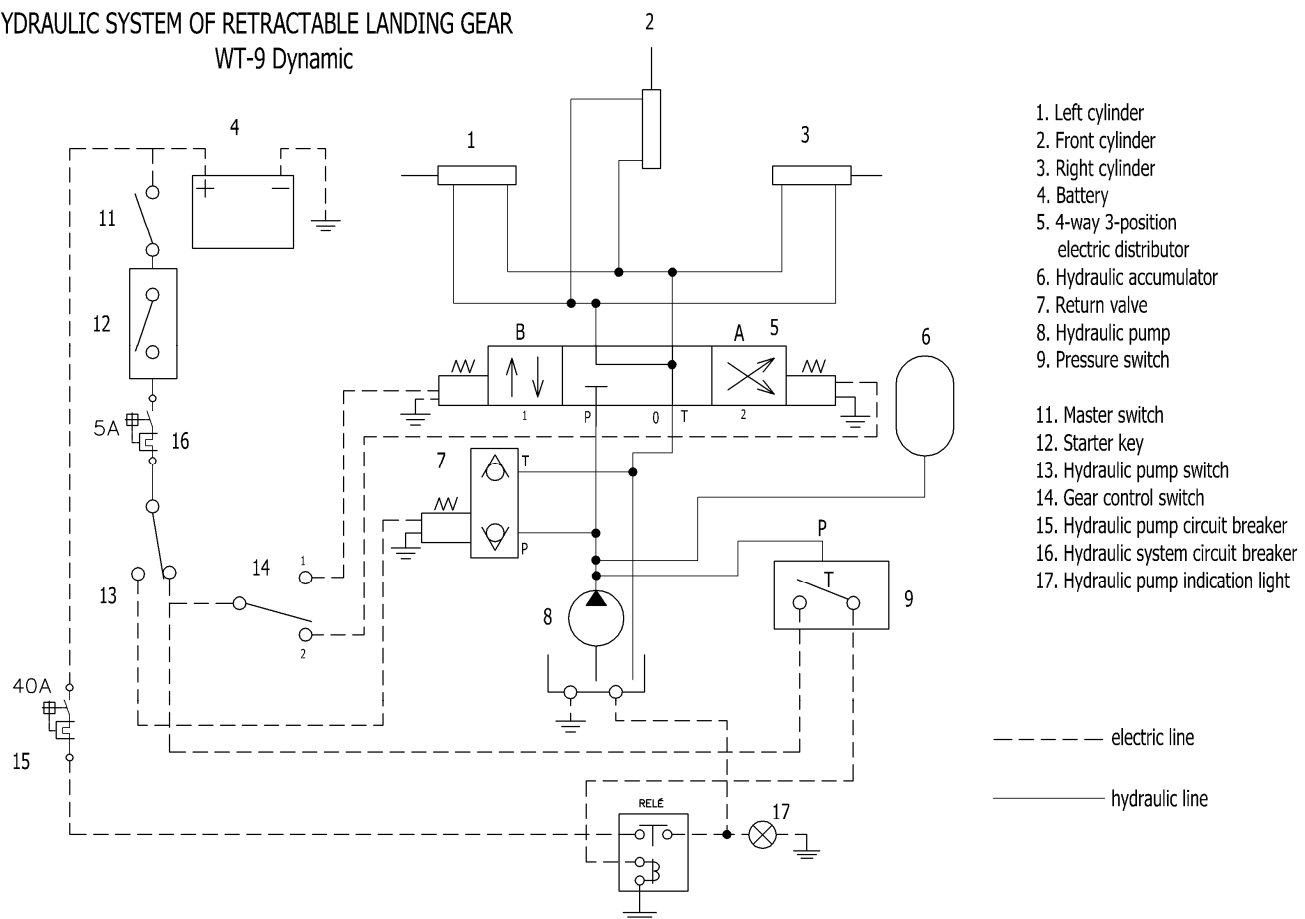 YDRAULIC SYSTEM OF RETRACTABLE LANDING GEAR
WT-9 Dynamic
2
4
1
3
+
−
11
12
B
A
5
6
1
P
O
T
2
5A
16
7
T
P
P
14
1
13
2
8
T
9
40A
15
RELÉ
17
1. Left cylinder
2. Front cylinder
3. Right cylinder
4. Battery
5. 4-way 3-position
electric distributor
6. Hydraulic accumulator
7. Return valve
8. Hydraulic pump
9. Pressure switch
11. Master switch
12. Starter key
13. Hydraulic pump switch
14. Gear control switch
15. Hydraulic pump circuit breaker
16. Hydraulic system circuit breaker
17. Hydraulic pump indication light
electric line
hydraulic line